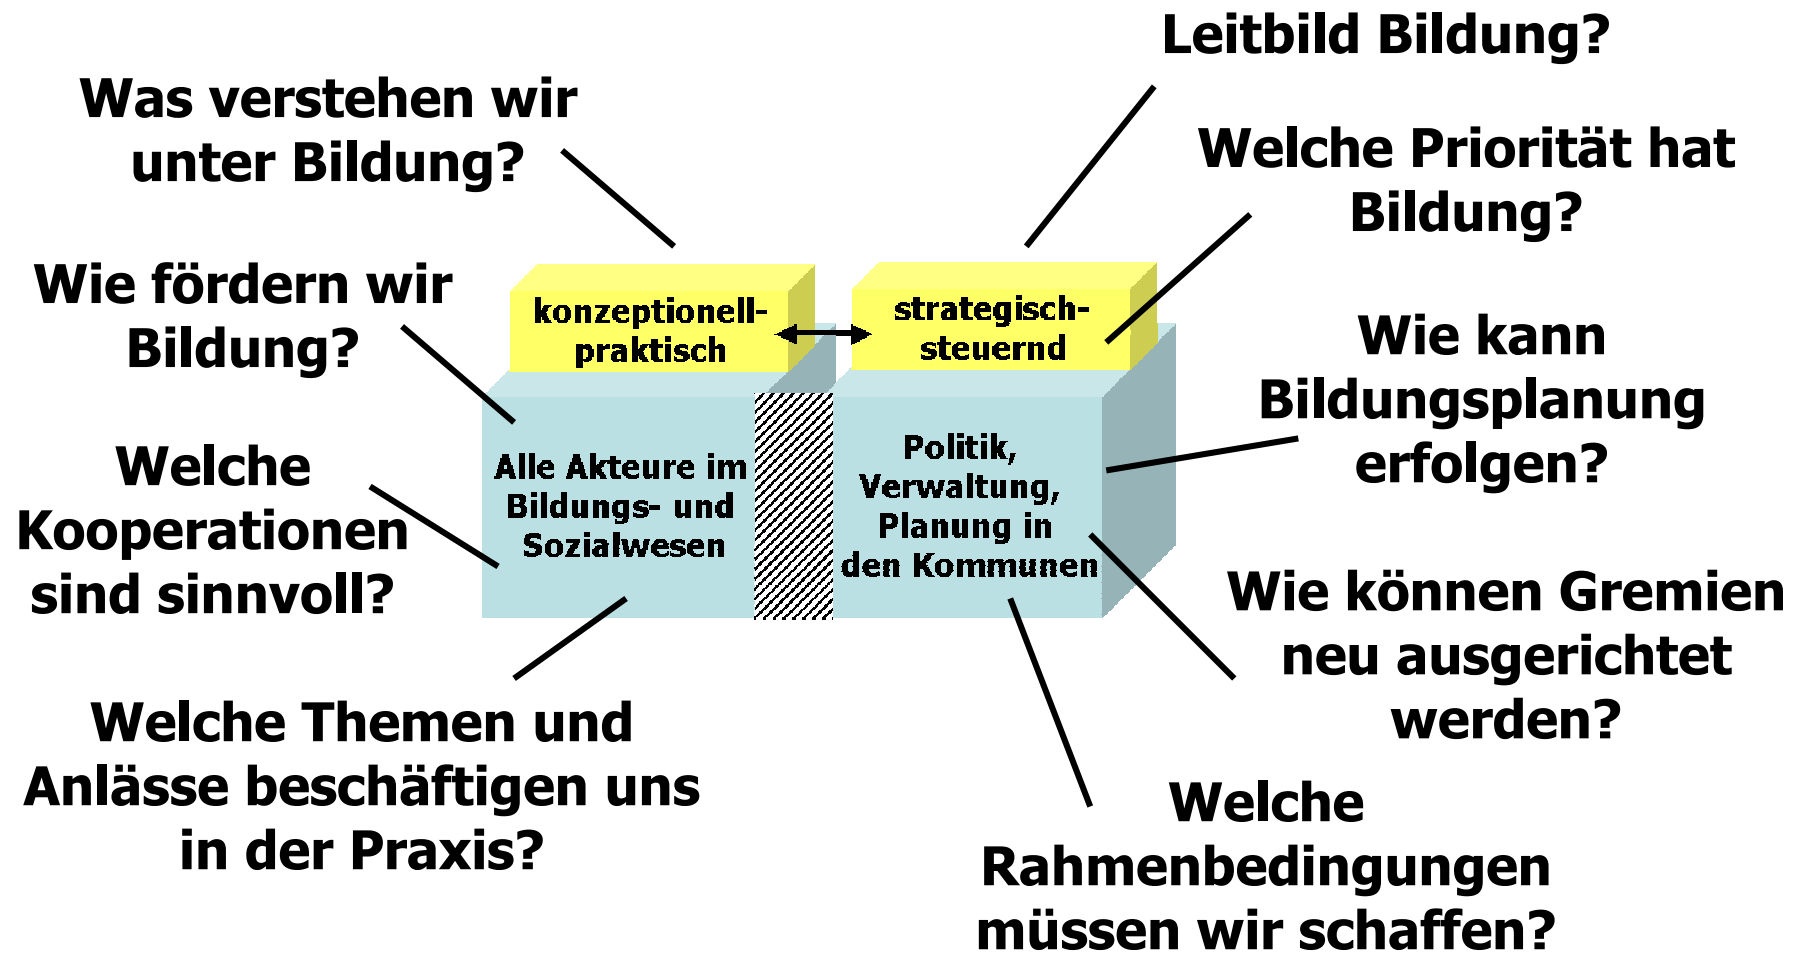 Was verstehen wir
unter Bildung?
Wie fördern wir
Bildung?
Welche
Kooperationen
sind sinnvoll?
Welche Themen und
Anlässe beschäftigen uns
in der Praxis?
konzeptionell-
praktisch
Alle Akteure im
Bildungs- und
Sozialwesen
strategisch-
steuernd
Politik,
Verwaltung,
Planung in
den Kommunen
Leitbild Bildung?
Welche Priorität hat
Bildung?
Wie kann
Bildungsplanung
erfolgen?
Wie können Gremien
neu ausgerichtet
werden?
Welche
Rahmenbedingungen
müssen wir schaffen?